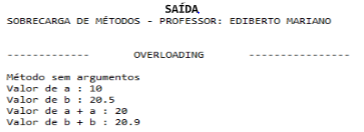 SAÍDA
SOBRECARGA DE MÉTODOS - PROFESSOR: EDIBERTO MARIANO
------------- OVERLOADING ----------------
Método sem argumentos
Valor de a : 10
Valor de b : 20.5
Valor de a + a : 20
Valor de b + b : 20.9